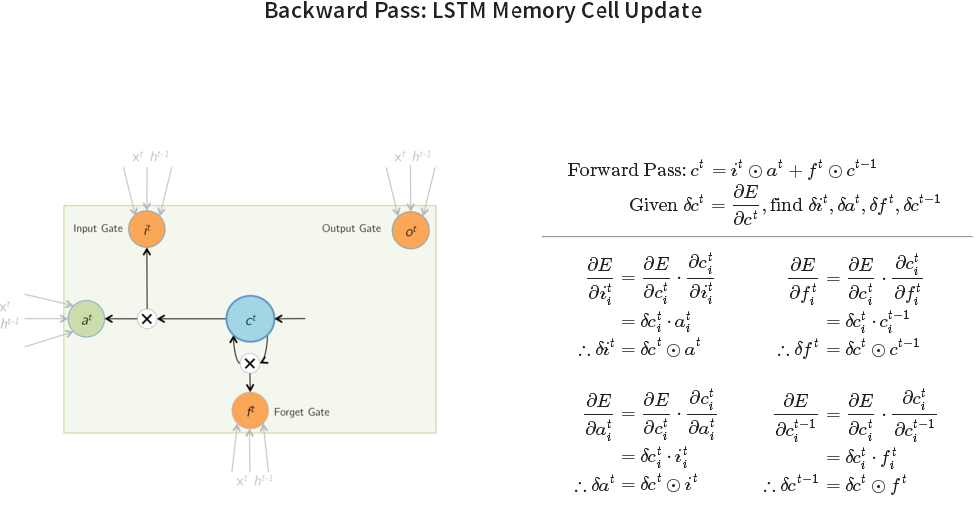 Backward Pass: LSTM Memory Cell Update
xᵗ hᵗ⁻¹
xᵗ hᵗ⁻¹
Input Gate
iᵗ
Output Gate
oᵗ
xᵗ
hᵗ⁻¹
aᵗ
×
cᵗ
×
fᵗ
Forget Gate
xᵗ hᵗ⁻¹
Forward Pass: cᵗ = iᵗ ⊙ aᵗ + fᵗ ⊙ cᵗ⁻¹
Given δcᵗ = ∂E/∂cᵗ, find δiᵗ, δaᵗ, δfᵗ, δcᵗ⁻¹
∂E/∂iᵢᵗ = ∂E/∂cᵢᵗ · ∂cᵢᵗ/∂iᵢᵗ
= δcᵢᵗ · aᵢᵗ
∴ δiᵗ = δcᵗ ⊙ aᵗ
∂E/∂fᵢᵗ = ∂E/∂cᵢᵗ · ∂cᵢᵗ/∂fᵢᵗ
= δcᵢᵗ · cᵢᵗ⁻¹
∴ δfᵗ = δcᵗ ⊙ cᵗ⁻¹
∂E/∂aᵢᵗ = ∂E/∂cᵢᵗ · ∂cᵢᵗ/∂aᵢᵗ
= δcᵢᵗ · iᵢᵗ
∴ δaᵗ = δcᵗ ⊙ iᵗ
∂E/∂cᵢᵗ⁻¹ = ∂E/∂cᵢᵗ · ∂cᵢᵗ/∂cᵢᵗ⁻¹
= δcᵢᵗ · fᵢᵗ
∴ δcᵗ⁻¹ = δcᵗ ⊙ fᵗ